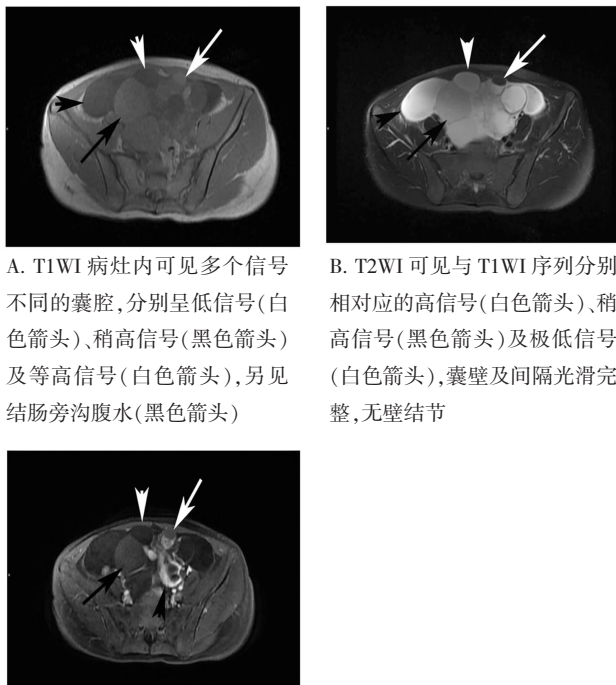 A. T1WI 病灶内可见多个信号
不同的囊腔,分别呈低信号(白
色箭头)、稍高信号(黑色箭头)
及等高信号(白色箭头),另见
结肠旁沟腹水(黑色箭头)
B. T2WI 可见与 T1WI 序列分别
相对应的高信号(白色箭头)、稍
高信号(黑色箭头)及极低信号
(白色箭头),囊壁及间隔光滑完
整,无壁结节